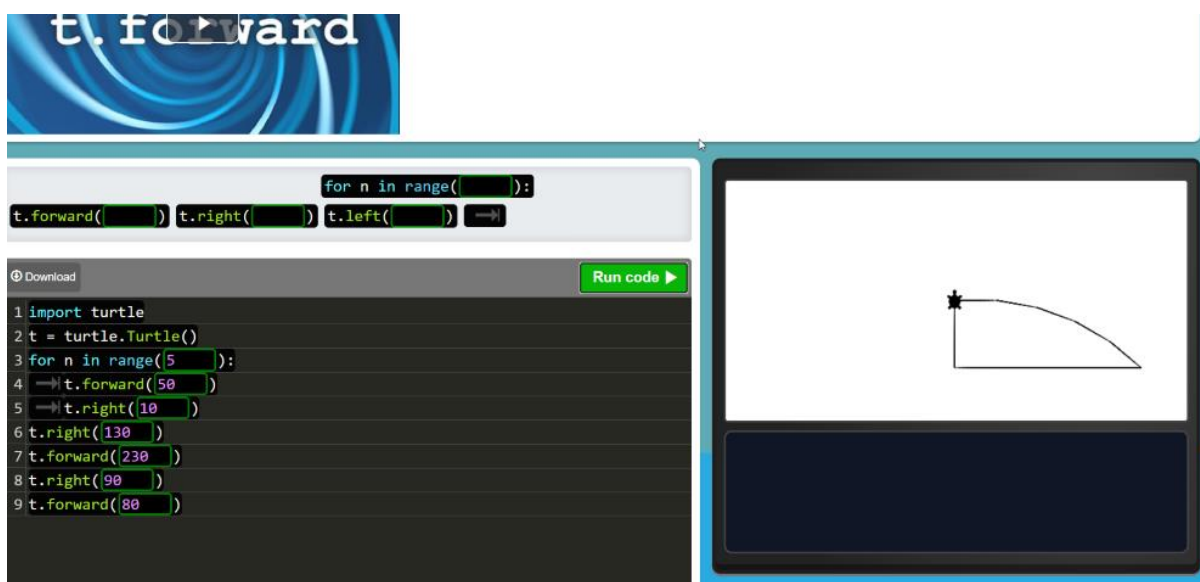 t.forward
for n in range( ):
t.forward( ) t.right( ) t.left( )
Download
Run code
1 import turtle
2 t = turtle.Turtle()
3 for n in range(5 ):
4 t.forward(50 )
5 t.right(10 )
6 t.right(130 )
7 t.forward(230 )
8 t.right(90 )
9 t.forward(80 )